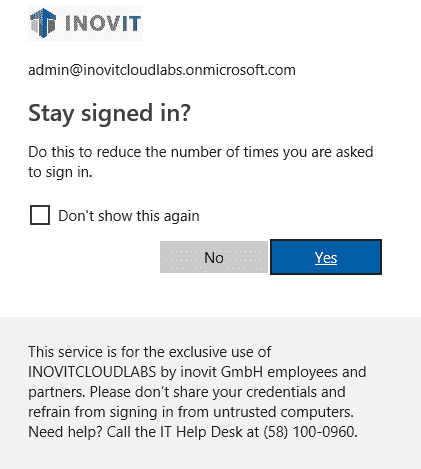 INOVIT
admin@inovitcloudlabs.onmicrosoft.com
Stay signed in?
Do this to reduce the number of times you are asked
to sign in.
Don't show this again
No
Yes
This service is for the exclusive use of
INOVITCLOUDLABS by inovit GmbH employees and
partners. Please don’t share your credentials and
refrain from signing in from untrusted computers.
Need help? Call the IT Help Desk at (58) 100-0960.